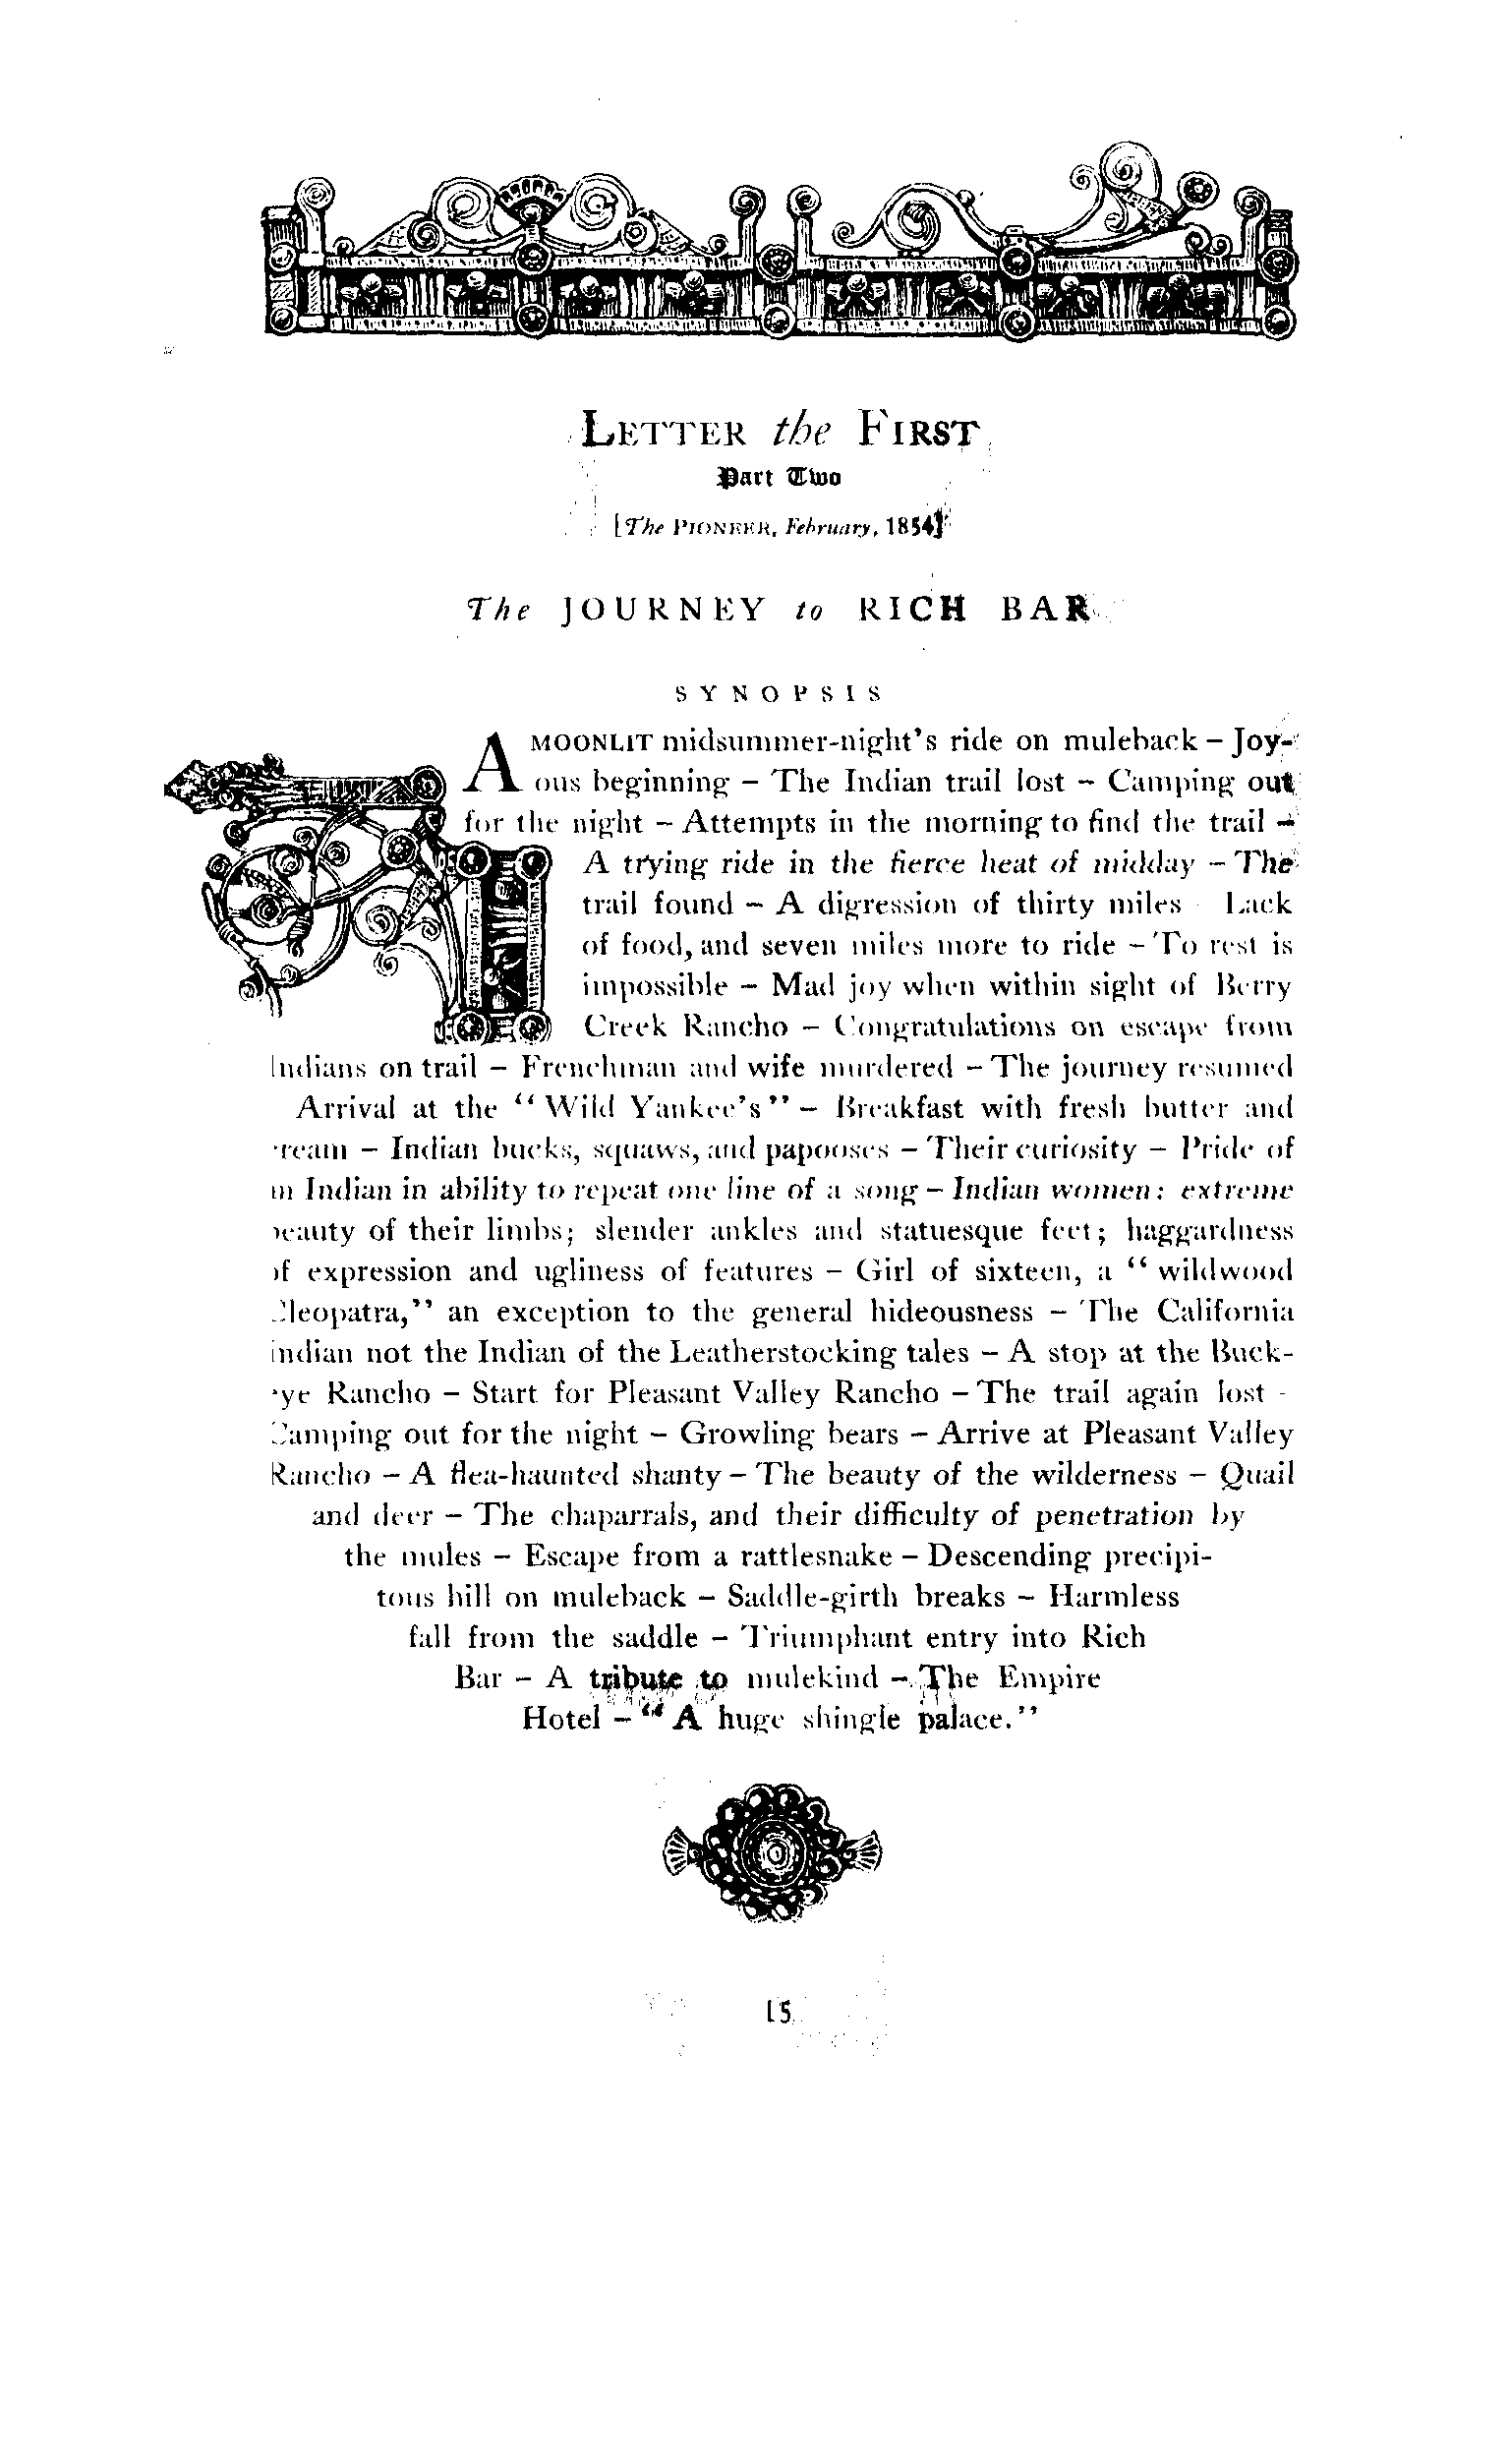 LETTER the FIRST
Part Two
[The PIONEER, February, 1854]
The JOURNEY to RICH BAR
SYNOPSIS
A MOONLIT midsummer-night's ride on muleback – Joy-
ous beginning – The Indian trail lost – Camping out
for the night – Attempts in the morning to find the trail –
A trying ride in the fierce heat of midday – The
trail found – A digression of thirty miles Lack
of food, and seven miles more to ride – To rest is
impossible – Mad joy when within sight of Berry
Creek Rancho – Congratulations on escape from
Indians on trail – Frenchman and wife murdered – The journey resumed
Arrival at the “Wild Yankee's” – Breakfast with fresh butter and
ream – Indian bucks, squaws, and papooses – Their curiosity – Pride of
n Indian in ability to repeat one line of a song – Indian women: extreme
eauty of their limbs; slender ankles and statuesque feet; haggardness
f expression and ugliness of features – Girl of sixteen, a “wildwood
leopatra,” an exception to the general hideousness – The California
indian not the Indian of the Leatherstocking tales – A stop at the Buck-
ye Rancho – Start for Pleasant Valley Rancho – The trail again lost -
Camping out for the night – Growling bears – Arrive at Pleasant Valley
Rancho – A flea-haunted shanty – The beauty of the wilderness – Quail
and deer – The chaparrals, and their difficulty of penetration by
the mules – Escape from a rattlesnake – Descending precipi-
tous hill on muleback – Saddle-girth breaks – Harmless
fall from the saddle – Triumphant entry into Rich
Bar – A tribute to mulekind – The Empire
Hotel – “A huge shingle palace.”
15